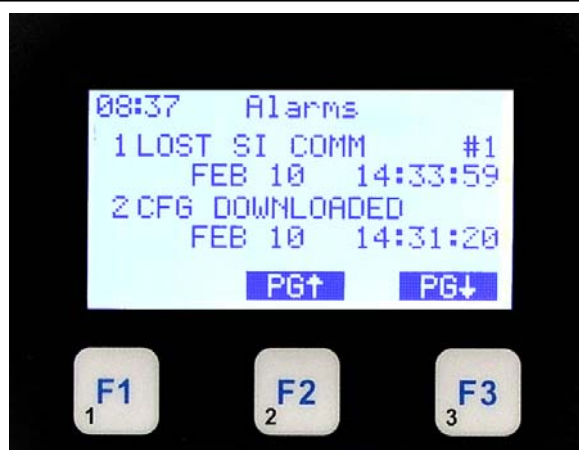 08:37 Alarms
1 LOST SI COMM #1
FEB 10 14:33:59
2 CFG DOWNLOADED
FEB 10 14:31:20
PG↑ PG↓
F1 F2 F3
1 2 3